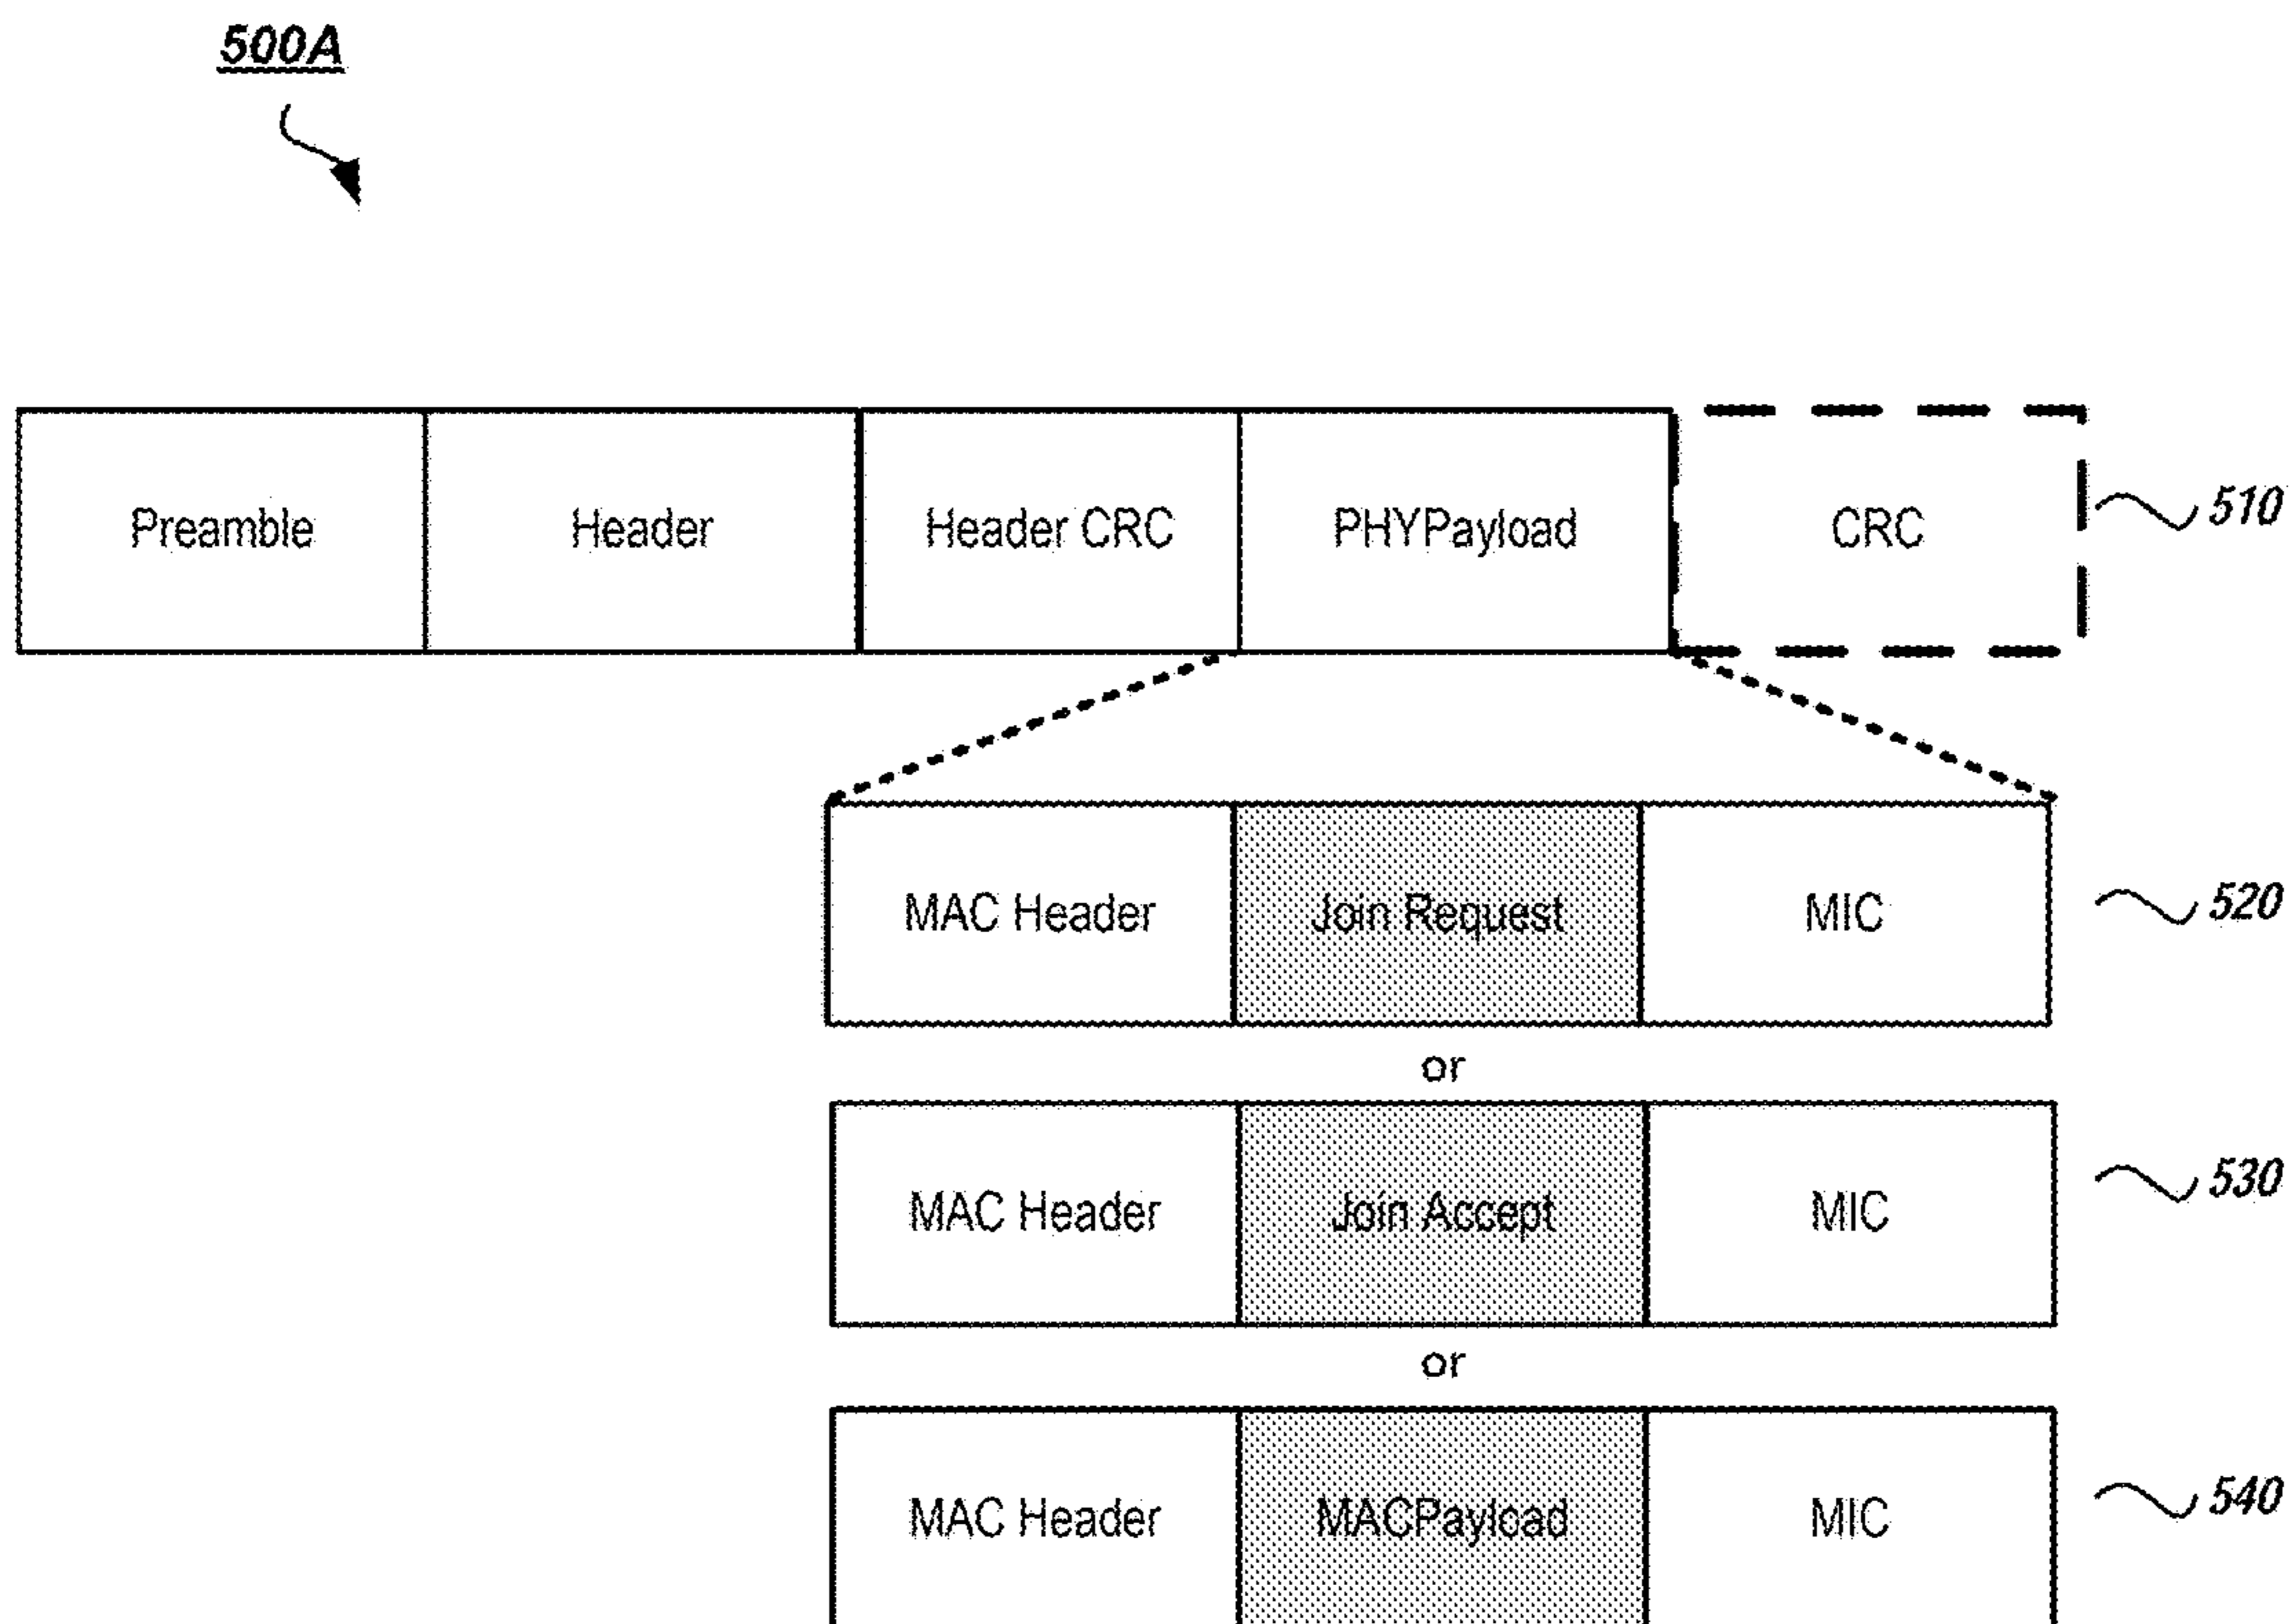 500A
Preamble Header Header CRC PHYPayload CRC 510
MAC Header Join Request MIC 520
or
MAC Header Join Accept MIC 530
or
MAC Header MACPayload MIC 540